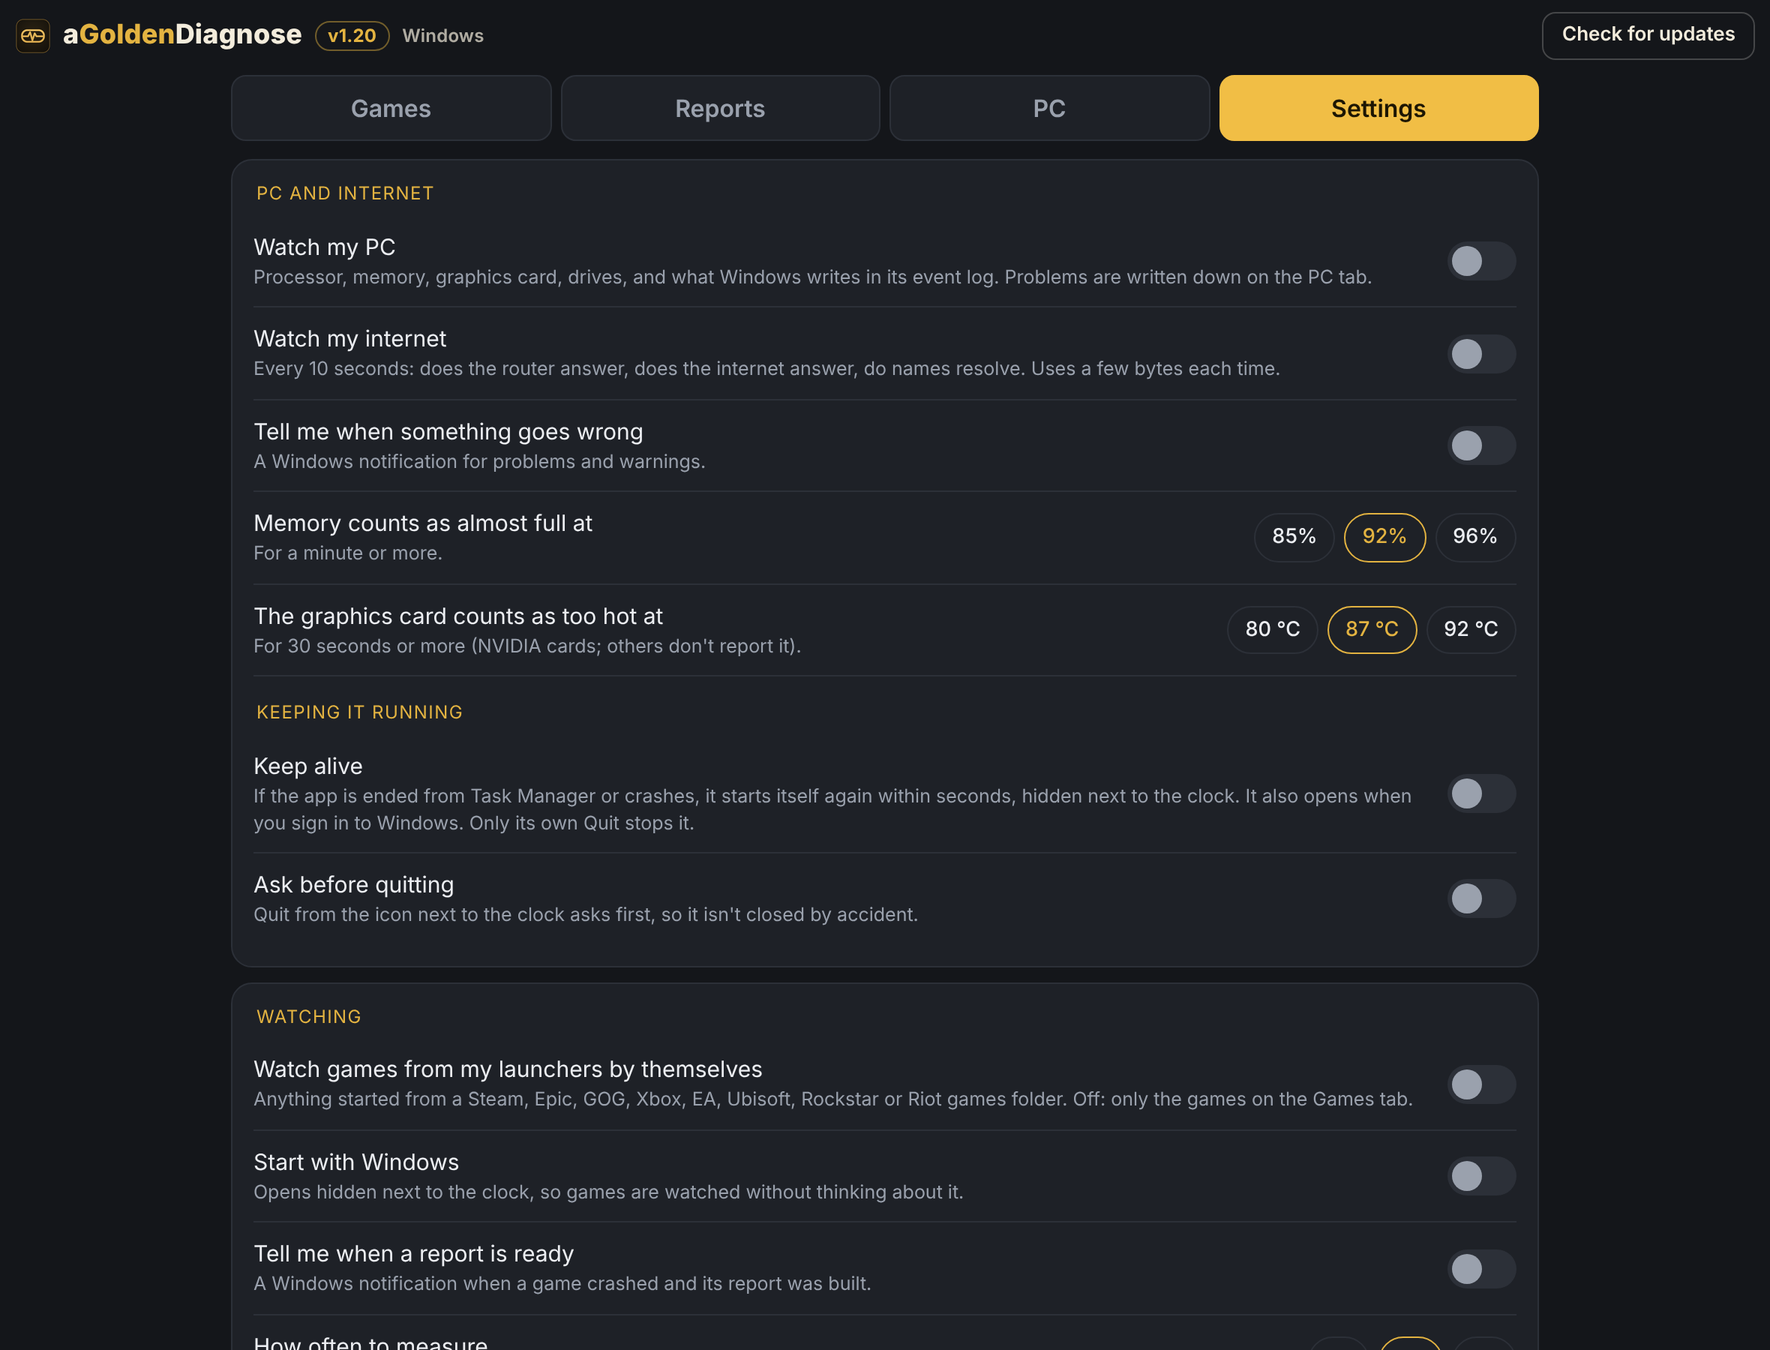 aGoldenDiagnose v1.20 Windows
Check for updates
Games
Reports
PC
Settings
PC AND INTERNET
Watch my PC
Processor, memory, graphics card, drives, and what Windows writes in its event log. Problems are written down on the PC tab.
Watch my internet
Every 10 seconds: does the router answer, does the internet answer, do names resolve. Uses a few bytes each time.
Tell me when something goes wrong
A Windows notification for problems and warnings.
Memory counts as almost full at
For a minute or more.
85% 92% 96%
The graphics card counts as too hot at
For 30 seconds or more (NVIDIA cards; others don't report it).
80 °C 87 °C 92 °C
KEEPING IT RUNNING
Keep alive
If the app is ended from Task Manager or crashes, it starts itself again within seconds, hidden next to the clock. It also opens when
you sign in to Windows. Only its own Quit stops it.
Ask before quitting
Quit from the icon next to the clock asks first, so it isn't closed by accident.
WATCHING
Watch games from my launchers by themselves
Anything started from a Steam, Epic, GOG, Xbox, EA, Ubisoft, Rockstar or Riot games folder. Off: only the games on the Games tab.
Start with Windows
Opens hidden next to the clock, so games are watched without thinking about it.
Tell me when a report is ready
A Windows notification when a game crashed and its report was built.
How often to measure